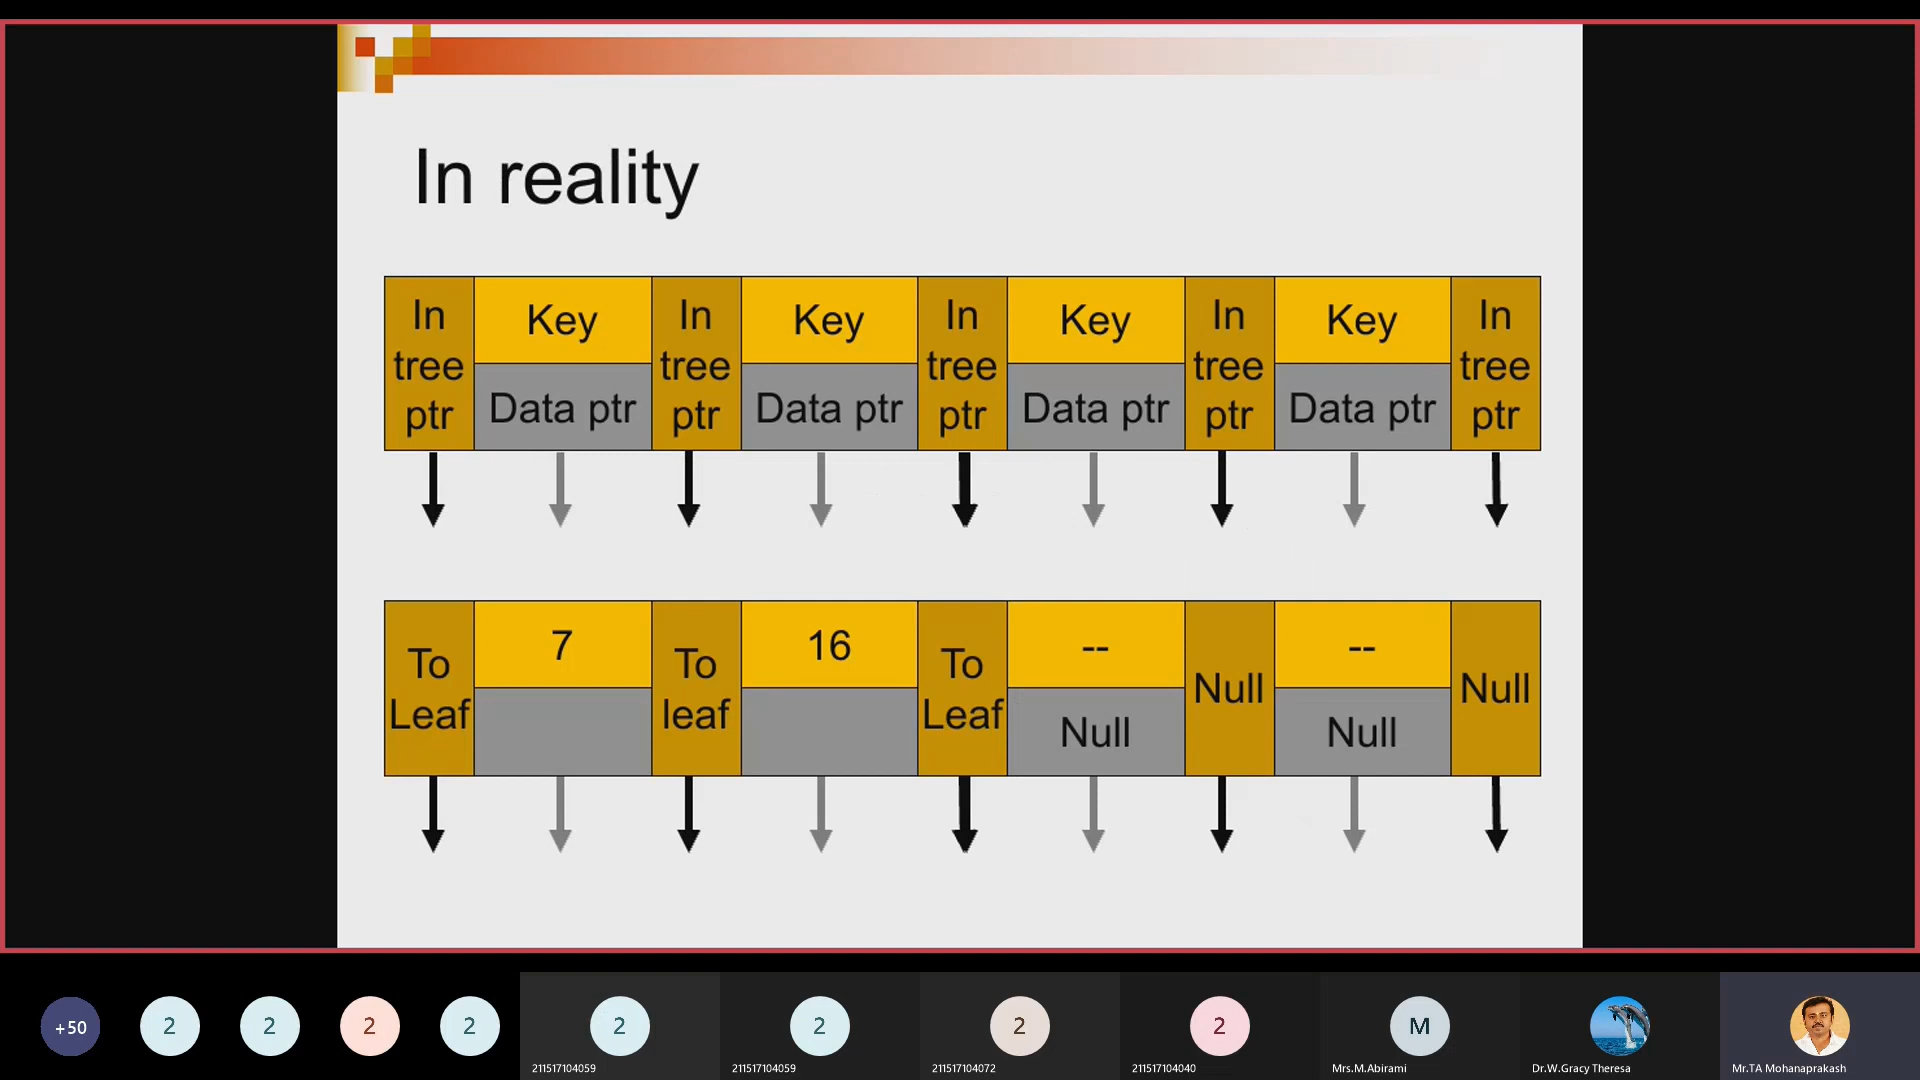 In reality
In tree ptr
Key
Data ptr
In tree ptr
Key
Data ptr
In tree ptr
Key
Data ptr
In tree ptr
Key
Data ptr
In tree ptr
To Leaf
7
To leaf
16
To Leaf
--
Null
Null
--
Null
Null
+50
2
2
2
2
2
211517104059
2
211517104059
2
211517104072
2
211517104040
M
Mrs.M.Abirami
Dr.W.Gracy Theresa
Mr.TA Mohanaprakash